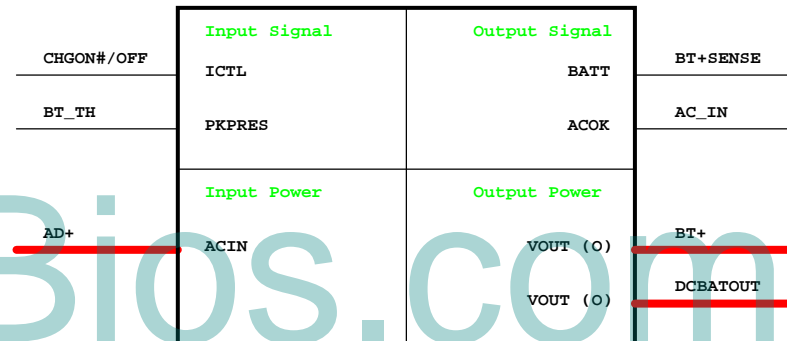 Input Signal Output Signal
CHGON#/OFF ICTL BATT BT+SENSE
BT_TH PKPRES ACOK AC_IN
Input Power Output Power
AD+ ACIN VOUT (O) BT+
VOUT (O) DCBATOUT
Bios.com